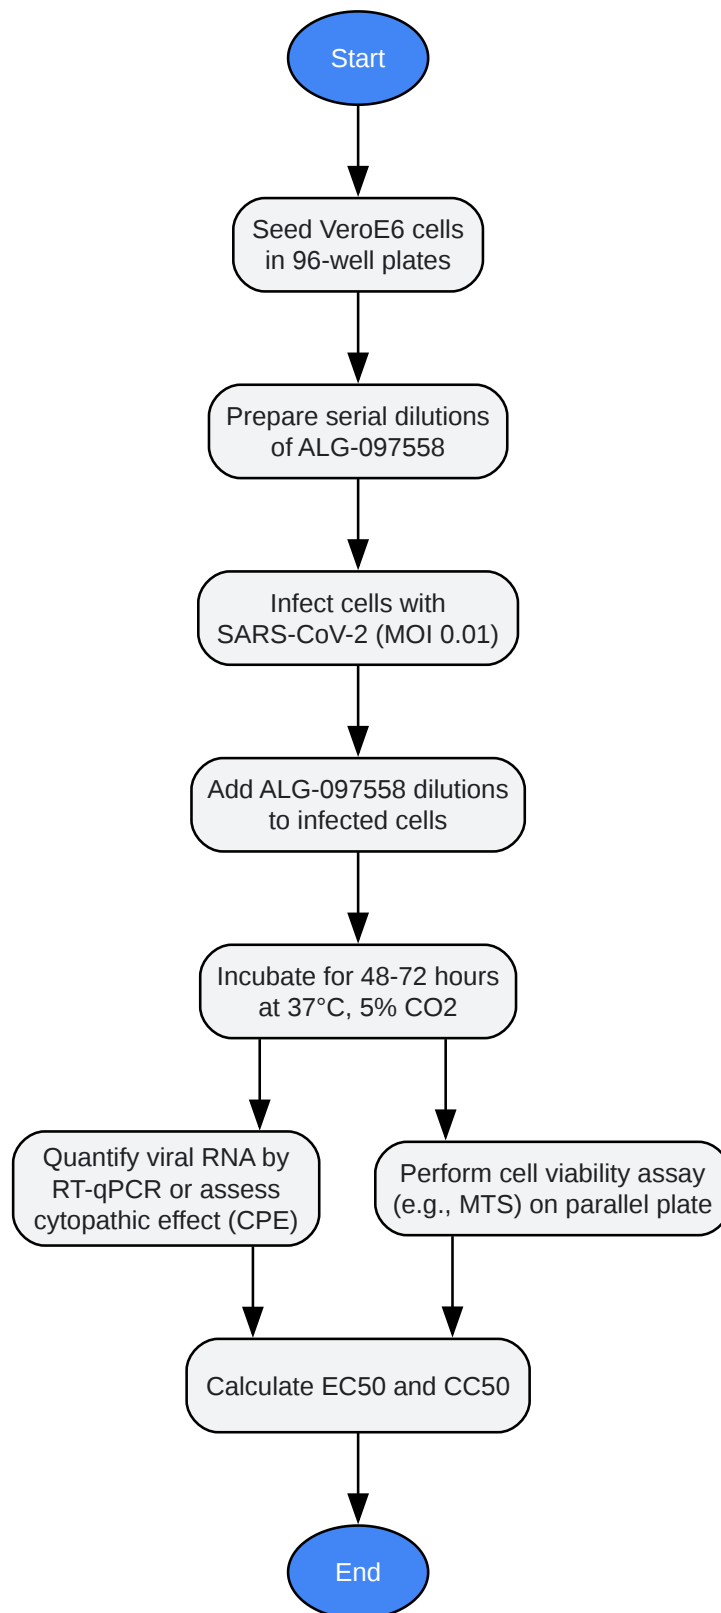 Start
Seed VeroE6 cells
in 96-well plates
Prepare serial dilutions
of ALG-097558
Infect cells with
SARS-CoV-2 (MOI 0.01)
Add ALG-097558 dilutions
to infected cells
Incubate for 48-72 hours
at 37°C, 5% CO2
Quantify viral RNA by
RT-qPCR or assess
cytopathic effect (CPE)
Perform cell viability assay
(e.g., MTS) on parallel plate
Calculate EC50 and CC50
End